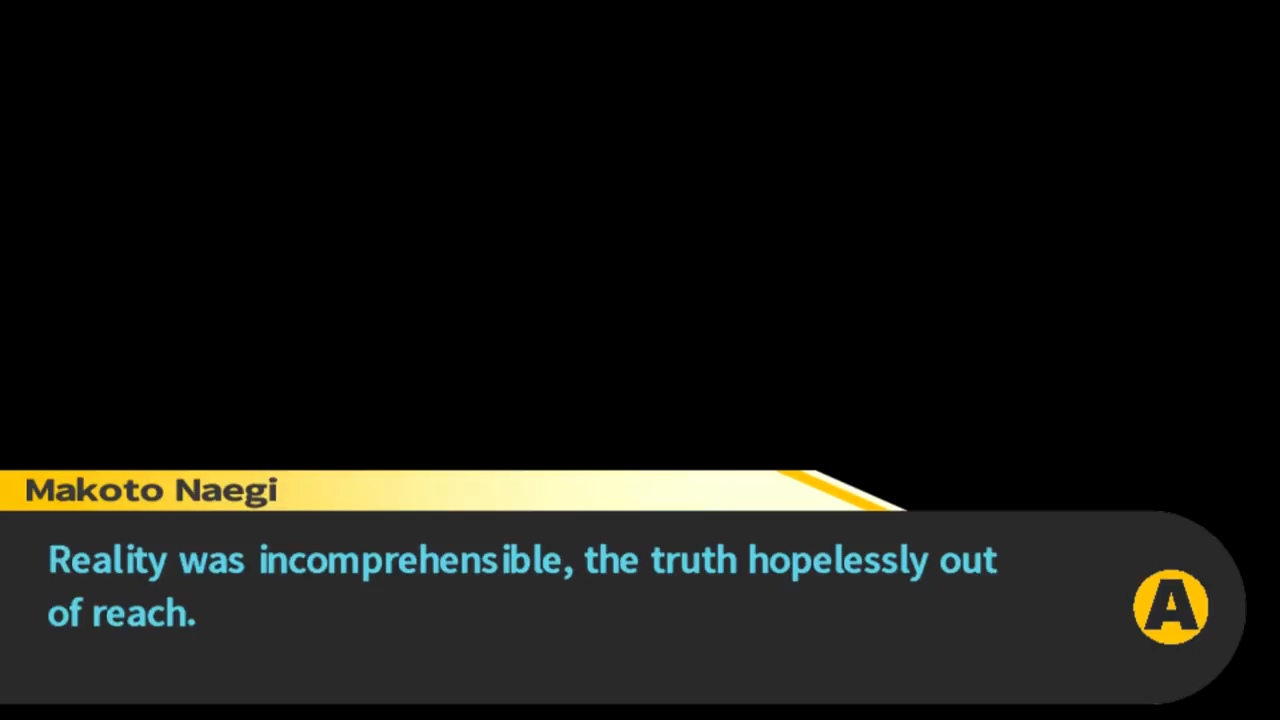 Makoto Naegi
Reality was incomprehensible, the truth hopelessly out
of reach.
A